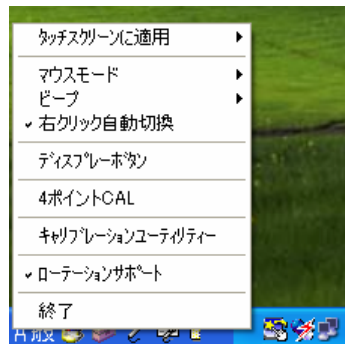 ﾀｯﾁｽｸﾘｰﾝに適用
マウスモード
ビープ
右クリック自動切換
ﾃﾞｨｽﾌﾟﾚｰﾎﾞﾀﾝ
4ポイントCAL
ｷｬﾘﾌﾞﾚｰｼｮﾝﾕｰﾃｨﾘﾃｨｰ
ﾛｰﾃｰｼｮﾝｻﾎﾟｰﾄ
終了